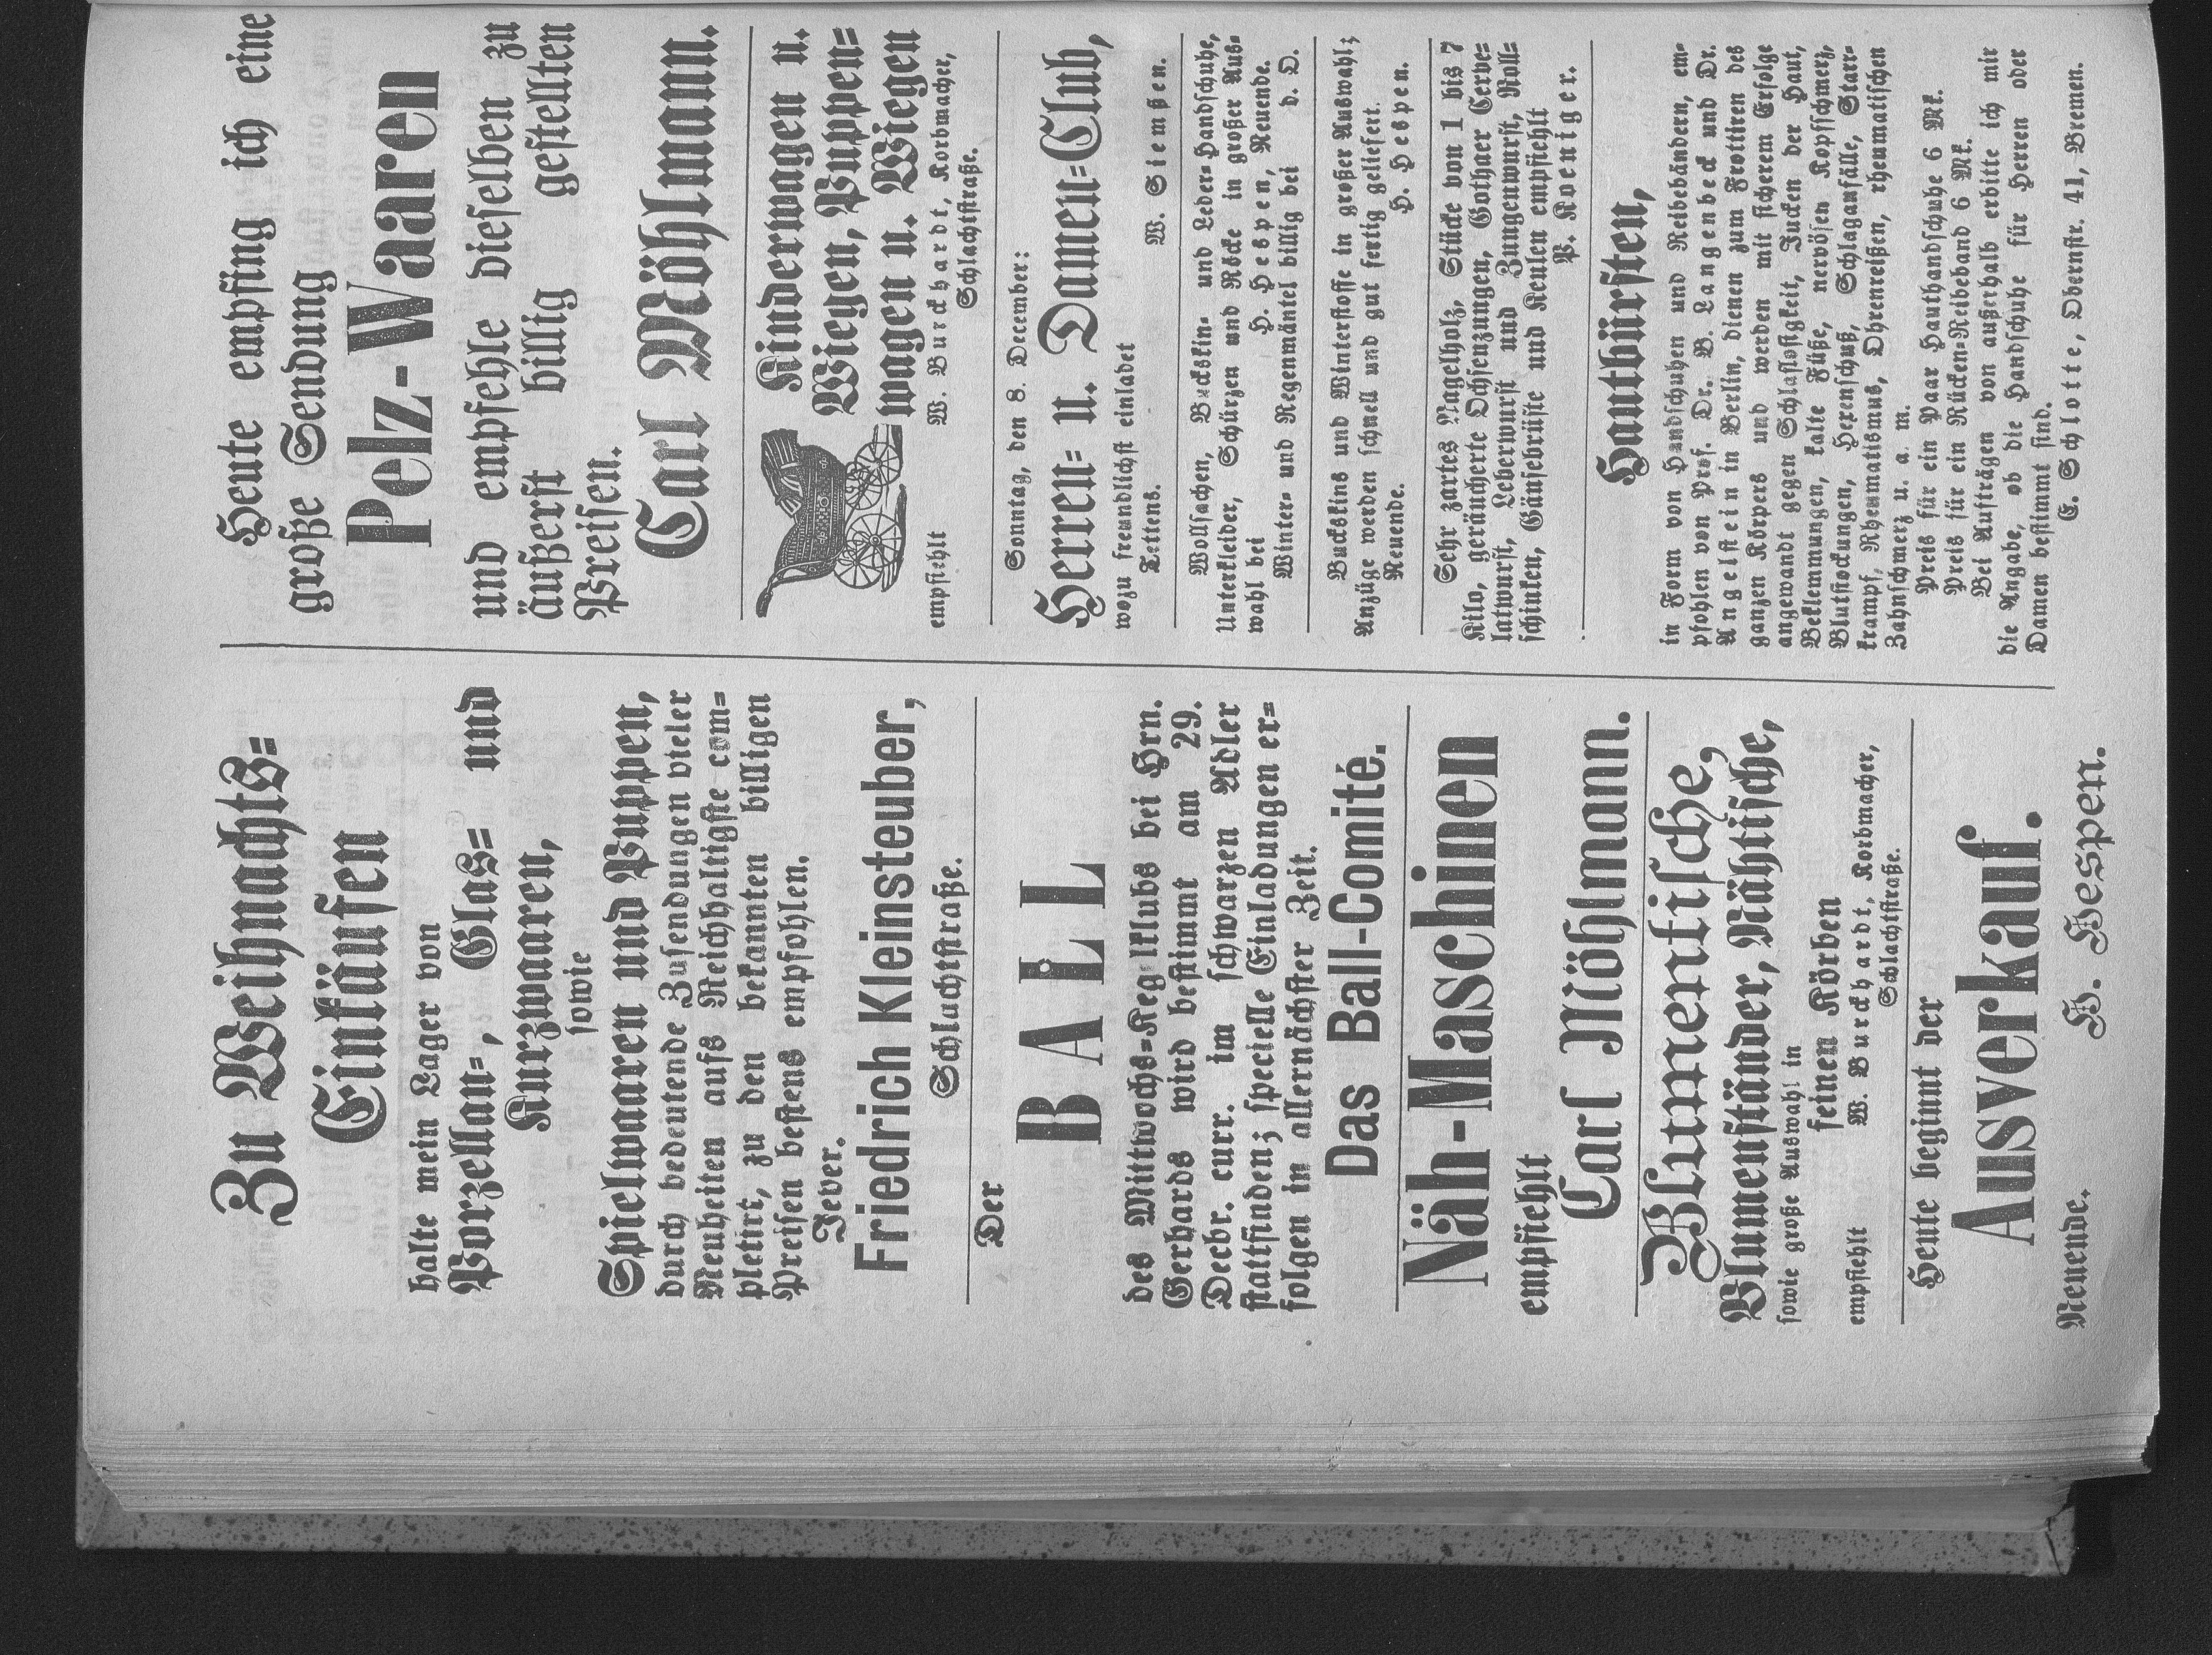 Zu Weihnachts=
Einkäufen
halte mein Lager von
Porzellan=, Glas= und
Kurzwaaren,
sowie
Spielwaaren und Puppen,
durch bedeutende Zusendungen vieler
Neuheiten aufs Reichhaltigste com=
pletirt, zu den bekannten billigen
Preisen bestens empfohlen.
Jever.
Friedrich Kleinsteuber,
Schlachtstraße.
Der
BALL
des Mittwochs=Kegelklubs bei Hrn.
Gerhards wird bestimmt am 29.
Decbr. curr. im schwarzen Adler
stattfinden; specielle Einladungen er=
folgen in allernächster Zeit.
Das Ball-Comité.
Näh-Maschinen
empfiehlt
Carl Möhlmann.
Blumentische,
Blumenständer, Nähtische,
sowie große Auswahl in
feinen Körben
empfiehlt W. Burckhardt, Korbmacher,
Schlachtstraße.
Heute beginnt der
Ausverkauf.
Neuende. H. Hespen.
Heute empfing ich eine
große Sendung
Pelz-Waaren
und empfehle dieselben zu
äußerst billig gestellten
Preisen.
Carl Möhlmann.
Kinderwagen u.
Wiegen, Puppen=
wagen u. Wiegen
empfiehlt W. Burckhardt, Korbmacher,
Schlachtstraße.
Sonntag, den 8. December:
Herren= u. Damen=Club,
wozu freundlichst einladet
Tettens. W. Siemßen.
Wollsachen, Buckskin= und Leder=Handschuhe,
Unterkleider, Schürzen und Röcke in großer Aus=
wahl bei H. Hespen, Neuende.
Winter= und Regenmäntel billig bei d. O.
Buckskins und Winterstoffe in großer Auswahl;
Anzüge werden schnell und gut fertig geliefert.
Neuende. H. Hespen.
Sehr zartes Nagelholz, Stücke von 1 bis 7
Kilo, geräucherte Ochsenzungen, Gothaer Cerve=
latwurst, Leberwurst und Zungenwurst, Roll=
schinken, Gänsebrüste und Keulen empfiehlt
P. Koeniger.
Hautbürsten,
in Form von Handschuhen und Reibebändern, em=
pfohlen von Prof. Dr. B. Langenbeck und Dr.
Angelstein in Berlin, dienen zum Frottiren des
ganzen Körpers und werden mit sicherem Erfolge
angewandt gegen Schlaflosigkeit, Jucken der Haut,
Beklemmungen, kalte Füße, nervösen Kopfschmerz,
Blutstockungen, Hexenschuß, Schlaganfälle, Starr=
krampf, Rheumatismus, Ohrenreißen, rheumatischen
Zahnschmerz u. a. m.
Preis für ein Paar Hauthandschuhe 6 Mk.
Preis für ein Rücken=Reibeband 6 Mk.
Bei Aufträgen von außerhalb erbitte ich mir
die Angabe, ob die Handschuhe für Herren oder
Damen bestimmt sind.
E. Schlotte, Obernstr. 41, Bremen.